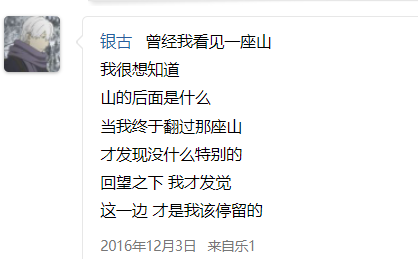 银古 曾经我看见一座山
我很想知道
山的后面是什么
当我终于翻过那座山
才发现没什么特别的
回望之下 我才发觉
这一边 才是我该停留的
2016年12月3日 来自乐1